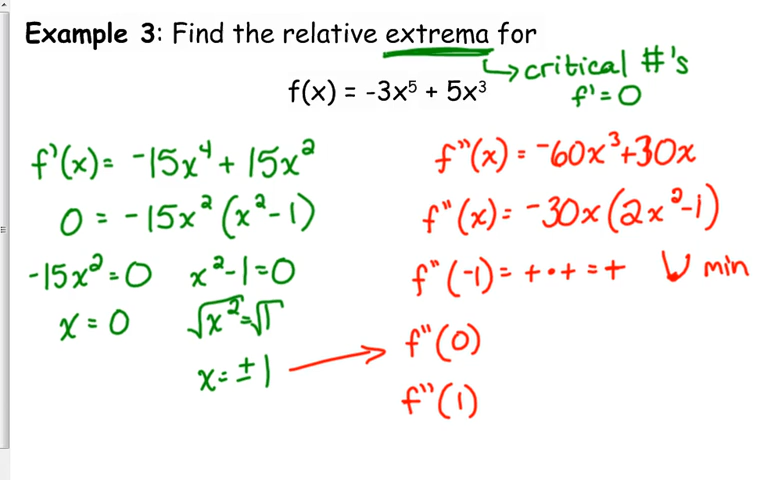 Example 3: Find the relative extrema for
→ critical #'s
f(x) = -3x⁵ + 5x³
f' = 0
f'(x) = -15x⁴ + 15x²
0 = -15x² (x² - 1)
-15x² = 0 x² - 1 = 0
x = 0 √x² = √1
x = ± 1
f''(x) = -60x³ + 30x
f''(x) = -30x (2x² - 1)
f''(-1) = + • + = + min
f''(0)
f''(1)